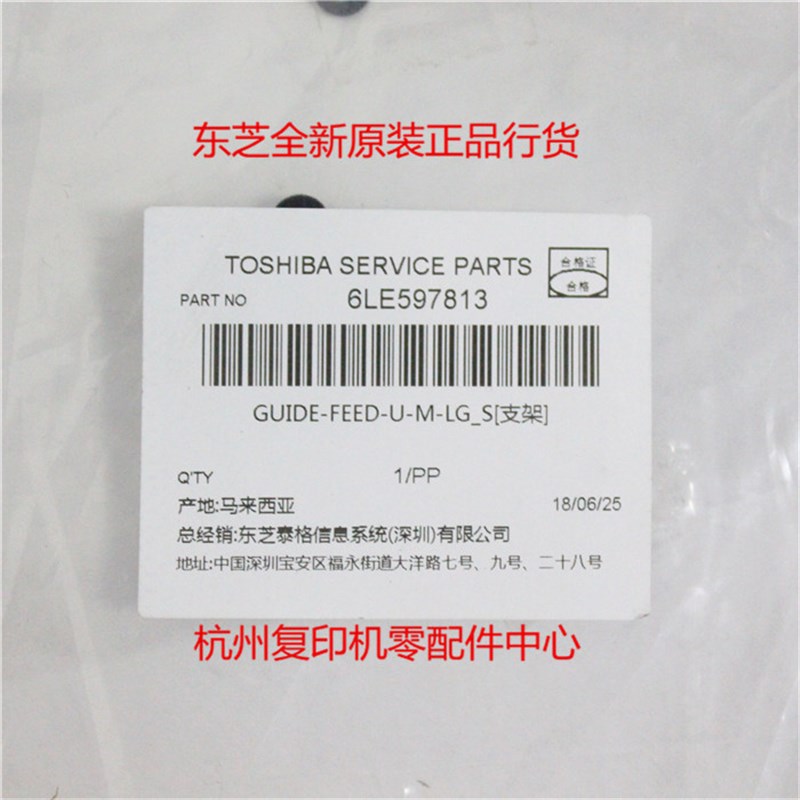 东芝全新原装正品行货
TOSHIBA SERVICE PARTS
合格证
合格
PART NO 6LE597813
GUIDE-FEED-U-M-LG_S[支架]
Q'TY 1/PP
产地:马来西亚 18/06/25
总经销:东芝泰格信息系统(深圳)有限公司
地址:中国深圳宝安区福永街道大洋路七号、九号、二十八号
杭州复印机零配件中心